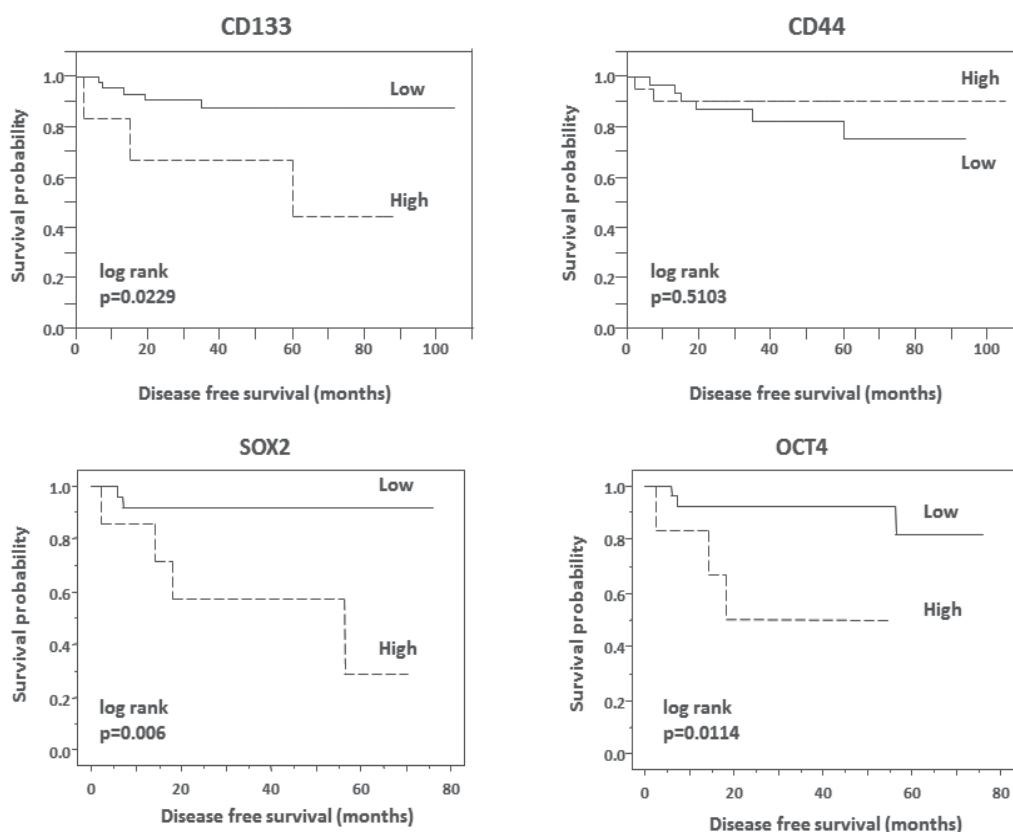 CD133
Survival probability
1.0
0.8
0.6
0.4
0.2
0.0
Low
High
log rank
p=0.0229
0 20 40 60 80 100
Disease free survival (months)
CD44
Survival probability
1.0
0.8
0.6
0.4
0.2
0.0
High
Low
log rank
p=0.5103
0 20 40 60 80 100
Disease free survival (months)
SOX2
Survival probability
1.0
0.8
0.6
0.4
0.2
0.0
Low
High
log rank
p=0.006
0 20 40 60 80
Disease free survival (months)
OCT4
Survival probability
1.0
0.8
0.6
0.4
0.2
0.0
Low
High
log rank
p=0.0114
0 20 40 60 80
Disease free survival (months)